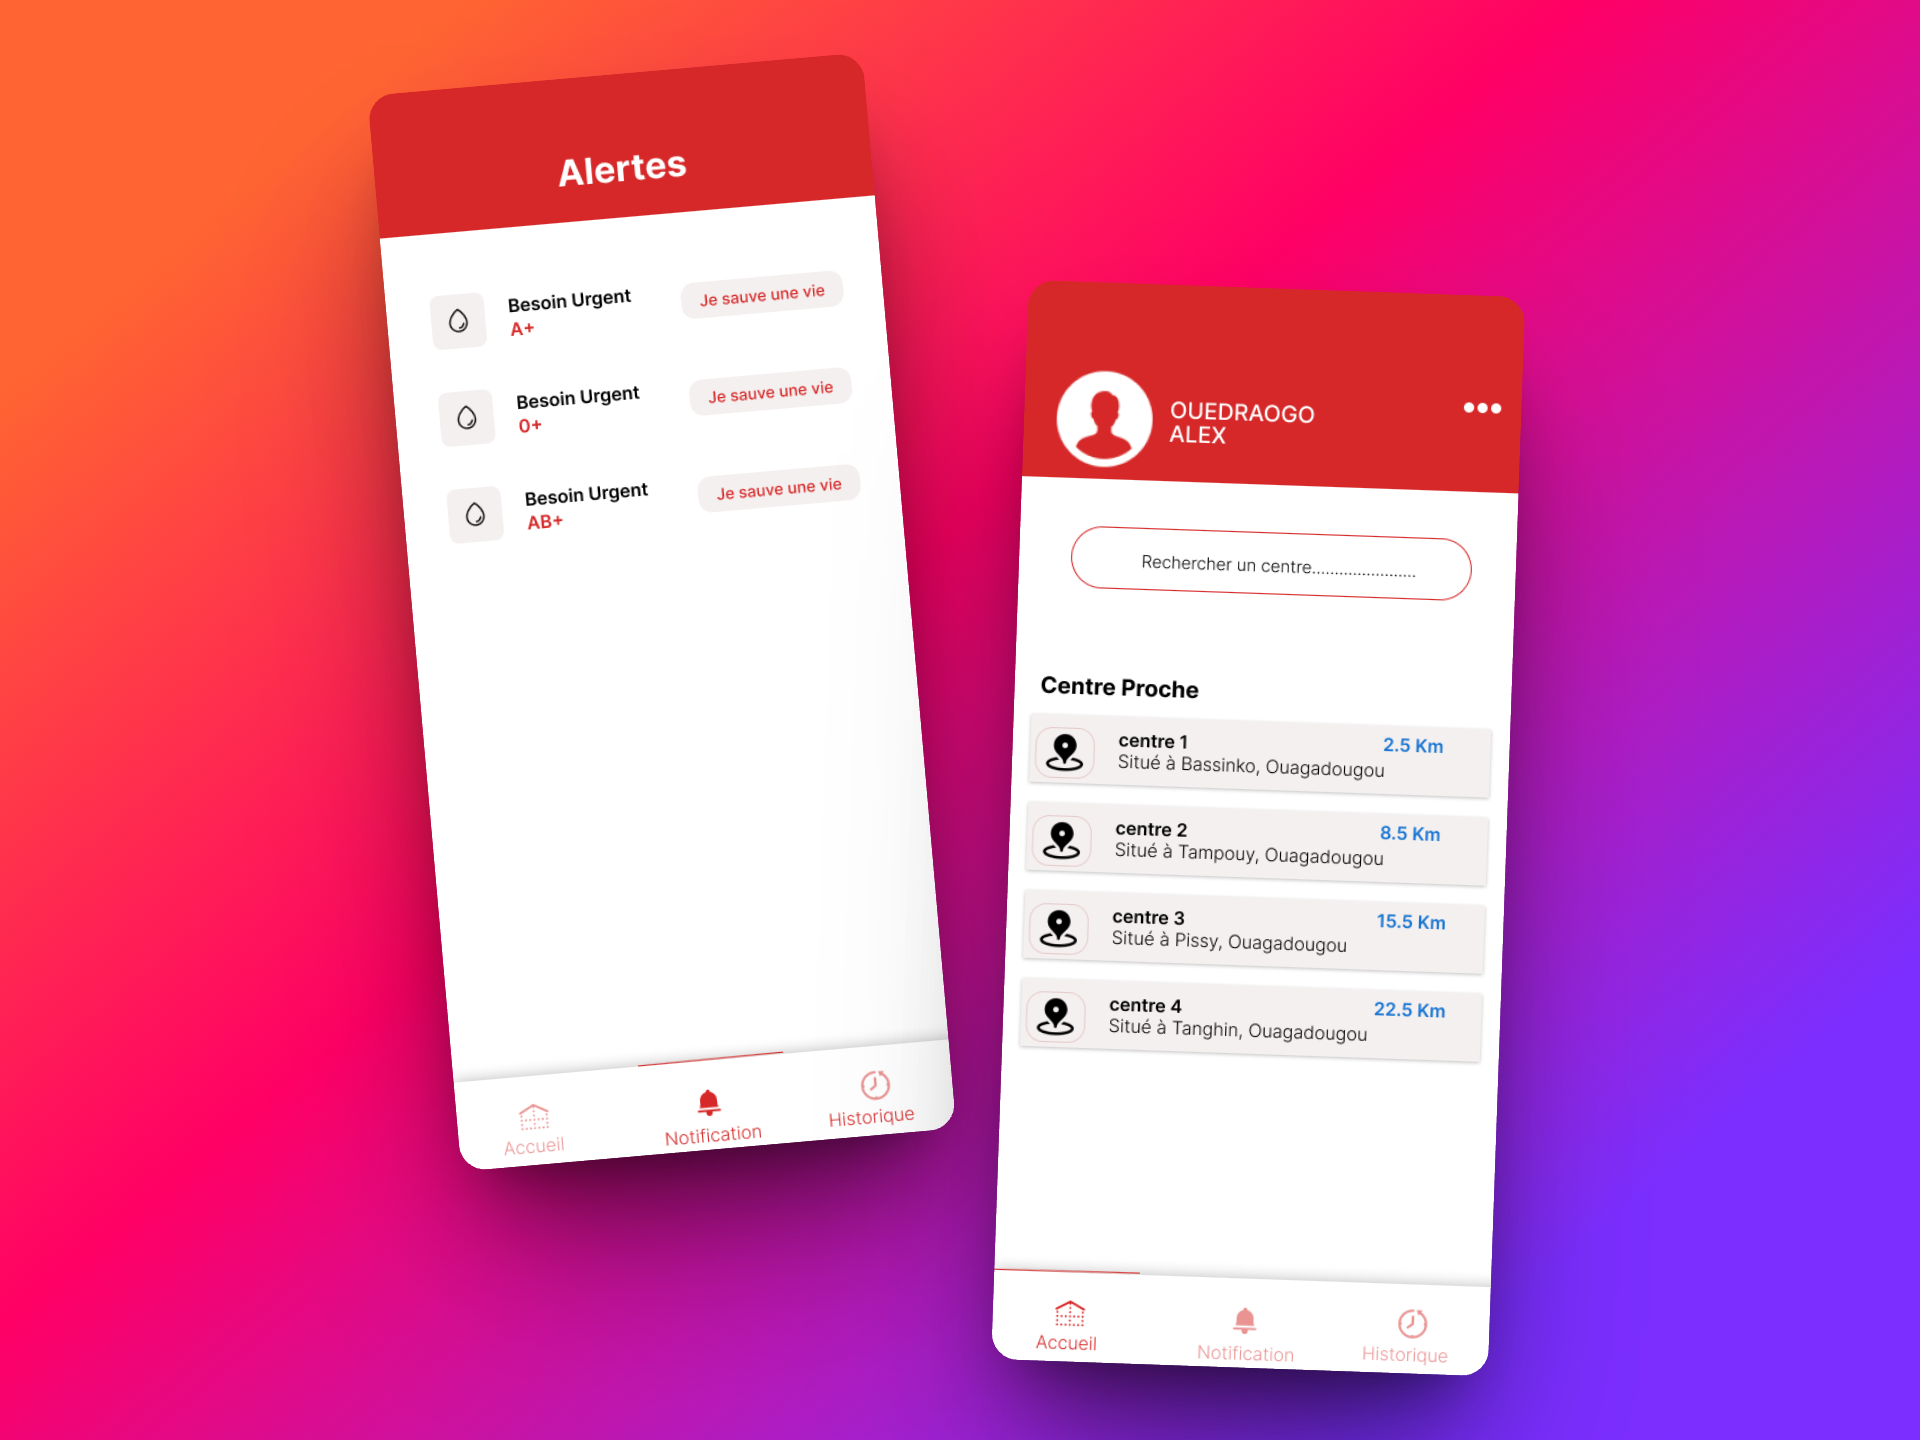 Alertes
Besoin Urgent
A+
Je sauve une vie
Besoin Urgent
0+
Je sauve une vie
Besoin Urgent
AB+
Je sauve une vie
Accueil
Notification
Historique
OUEDRAOGO
ALEX
Rechercher un centre.......................
Centre Proche
centre 1
2.5 Km
Situé à Bassinko, Ouagadougou
centre 2
8.5 Km
Situé à Tampouy, Ouagadougou
centre 3
15.5 Km
Situé à Pissy, Ouagadougou
centre 4
22.5 Km
Situé à Tanghin, Ouagadougou
Accueil
Notification
Historique